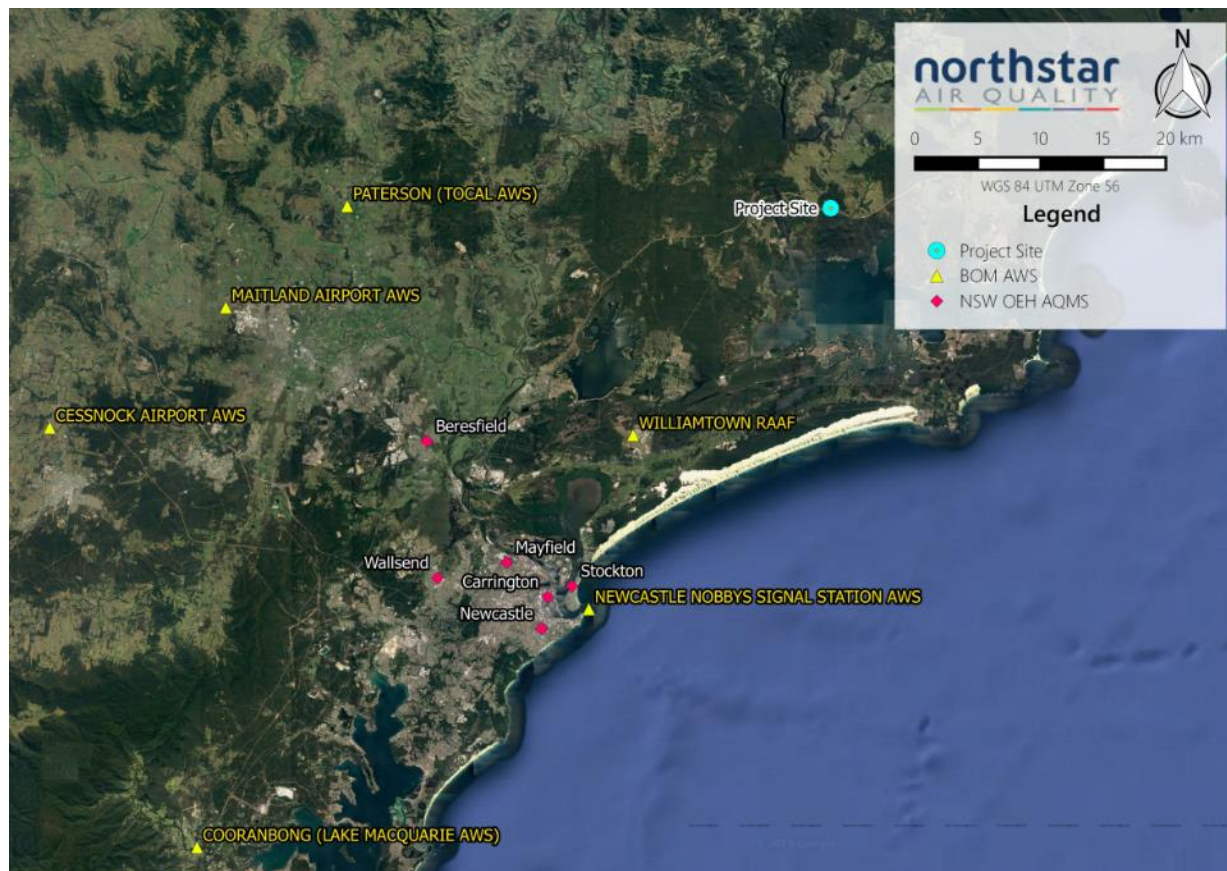 northstar
AIR QUALITY
N
0 5 10 15 20 km
WGS 84 UTM Zone 56
Legend
Project Site
BOM AWS
NSW OEH AQMS
PATERSON (TOCAL AWS)
Project Site
MAITLAND AIRPORT AWS
CESSNOCK AIRPORT AWS
Beresfield
WILLIAMTOWN RAAF
Mayfield
Wallsend
Stockton
Carrington
NEWCASTLE NOBBYS SIGNAL STATION AWS
Newcastle
COORANBONG (LAKE MACQUARIE AWS)